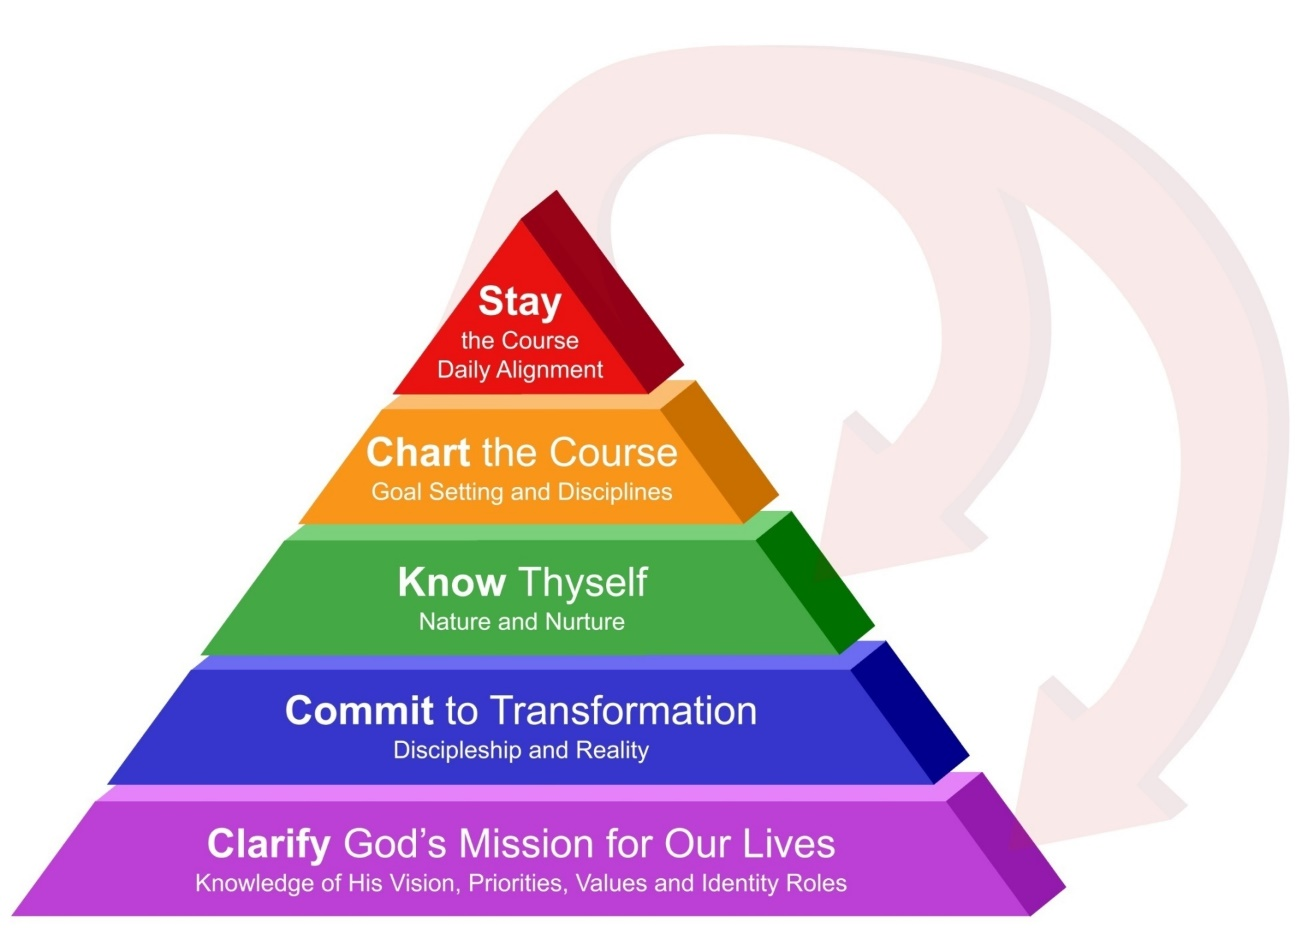 Stay
the Course
Daily Alignment
Chart the Course
Goal Setting and Disciplines
Know Thyself
Nature and Nurture
Commit to Transformation
Discipleship and Reality
Clarify God’s Mission for Our Lives
Knowledge of His Vision, Priorities, Values and Identity Roles